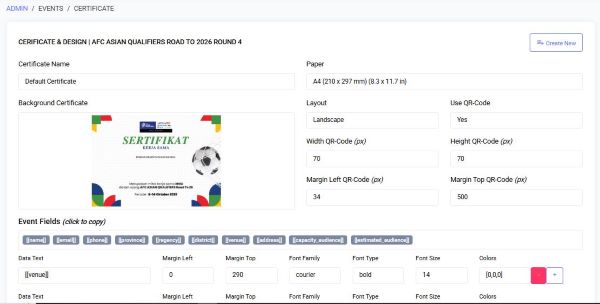 ADMIN / EVENTS / CERTIFICATE
CERIFICATE & DESIGN | AFC ASIAN QUALIFIERS ROAD TO 2026 ROUND 4
Create New
Certificate Name
Paper
Default Certificate
A4 (210 x 297 mm) (8.3 x 11.7 in)
Background Certificate
Layout
Use QR-Code
SERTIFIKAT
KERJA SAMA
Landscape
Yes
Width QR-Code (px)
Height QR-Code (px)
70
70
Margin Left QR-Code (px)
Margin Top QR-Code (px)
34
500
Event Fields (click to copy)
[[name]] [[email]] [[phone]] [[province]] [[regency]] [[district]] [[venue]] [[address]] [[capacity_audience]] [[estimated_audience]]
Data Text Margin Left Margin Top Font Family Font Type Font Size Colors
[[venue]] 0 290 courier bold 14 [0,0,0] - +
Data Text Margin Left Margin Top Font Family Font Type Font Size Colors